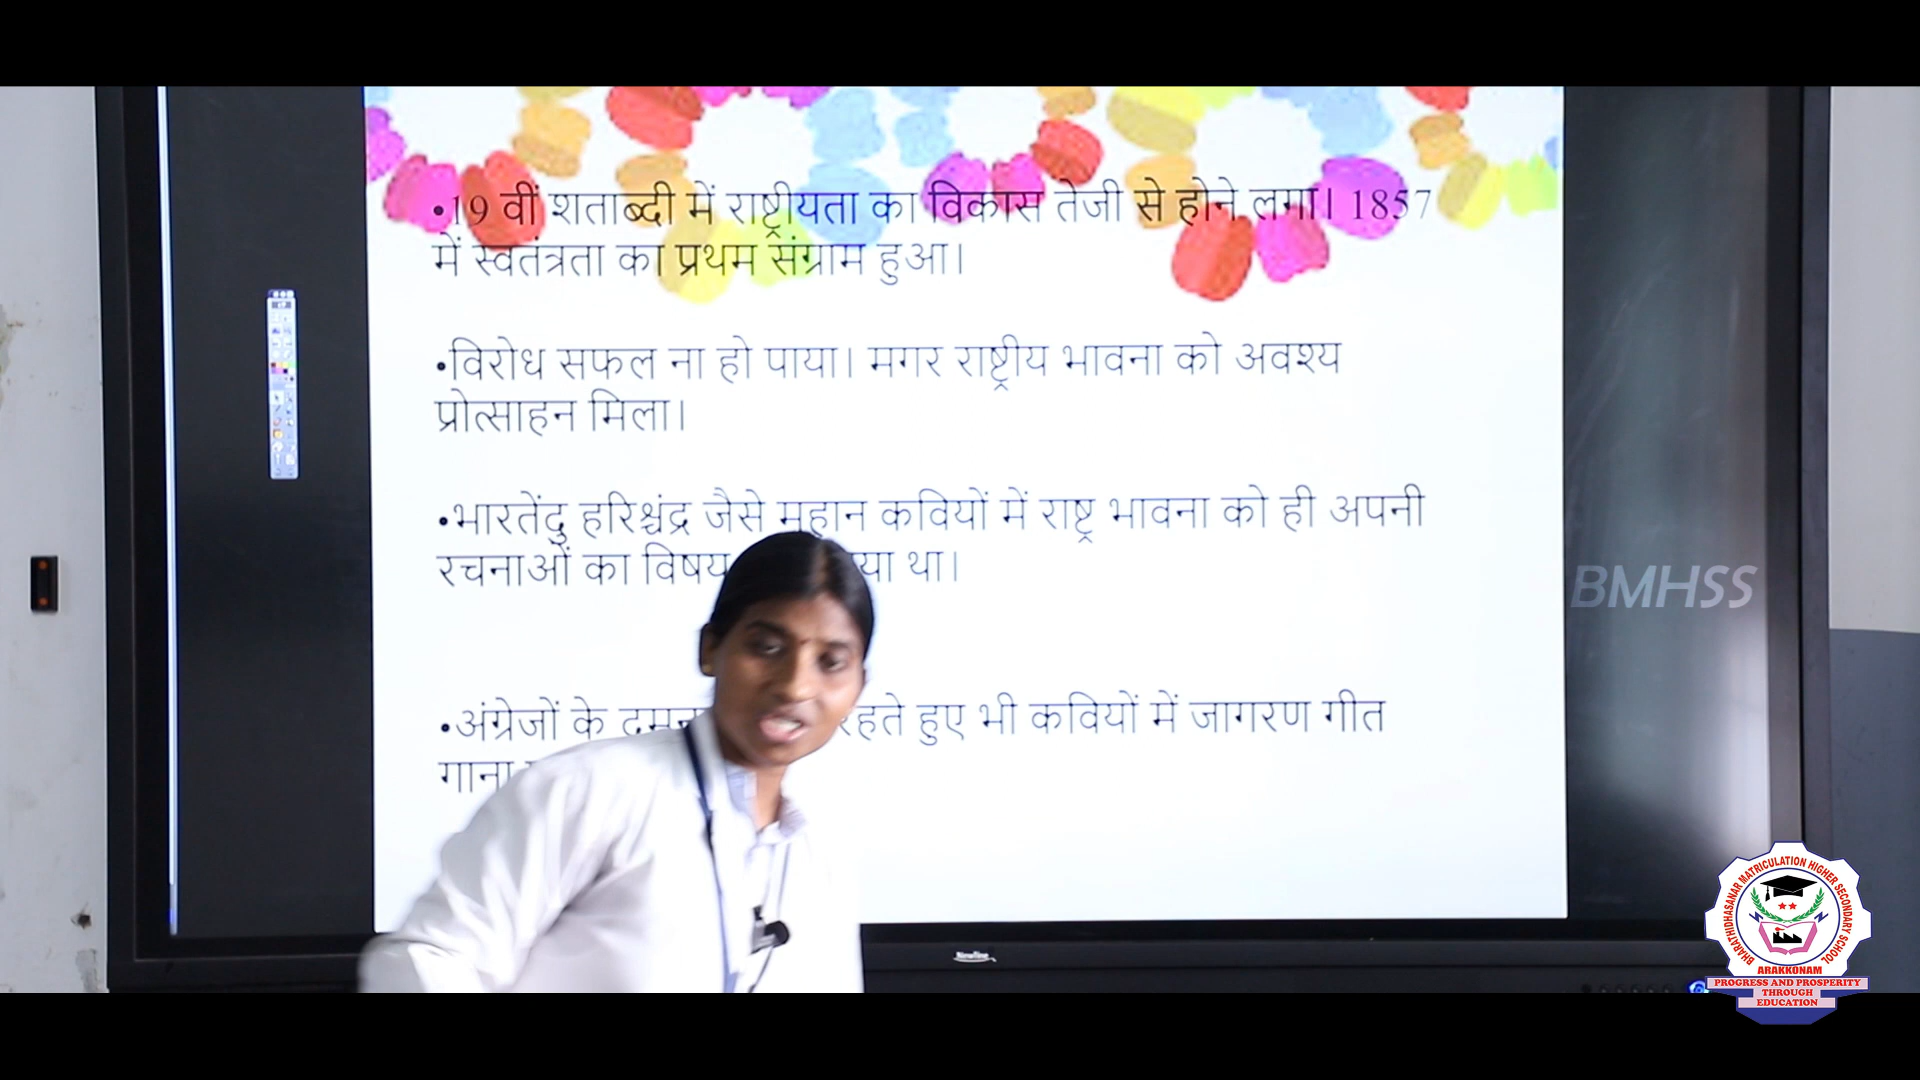 •19 वीं शताब्दी में राष्ट्रीयता का विकास तेजी से होने लगा। 1857
में स्वतंत्रता का प्रथम संग्राम हुआ।
•विरोध सफल ना हो पाया। मगर राष्ट्रीय भावना को अवश्य
प्रोत्साहन मिला।
•भारतेंदु हरिश्चंद्र जैसे महान कवियों में राष्ट्र भावना को ही अपनी
रचनाओं का विषय था।
•अंग्रेजों के रहते हुए भी कवियों में जागरण गीत
गाना
BMHSS
Newline
BHARATHIDHASANAR MATRICULATION HIGHER SECONDARY SCHOOL
ARAKKONAM
PROGRESS AND PROSPERITY
THROUGH
EDUCATION